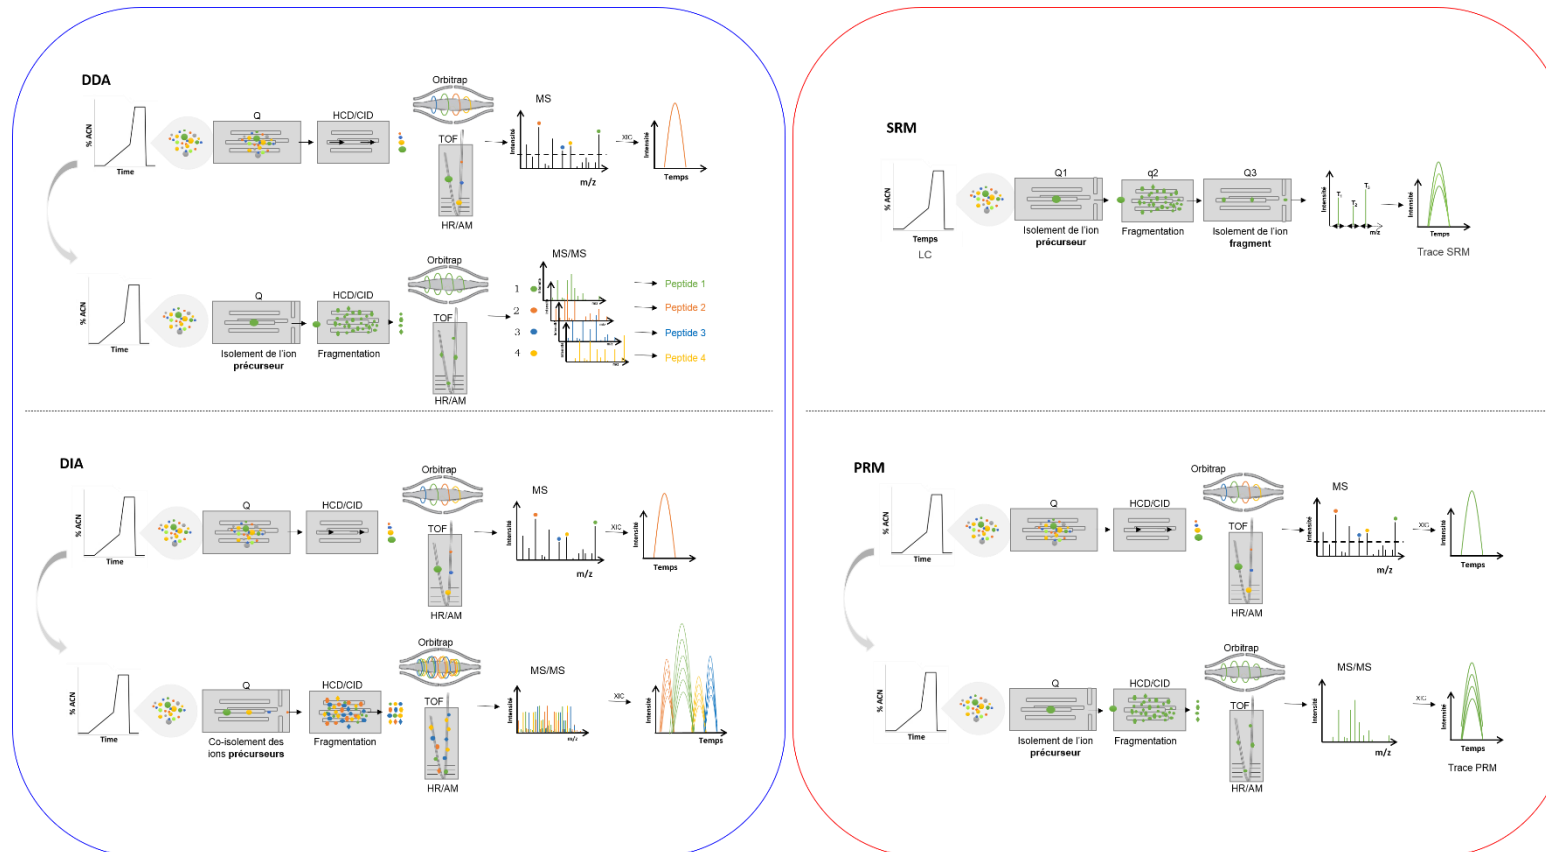 DDA
% ACN
Time
Q
HCD/CID
Orbitrap
TOF
HR/AM
MS
Intensité
m/z
XIC
Intensité
Temps
% ACN
Time
Q
Isolement de l'ion
précurseur
HCD/CID
Fragmentation
Orbitrap
TOF
HR/AM
MS/MS
1
2
3
4
Peptide 1
Peptide 2
Peptide 3
Peptide 4
DIA
% ACN
Time
Q
HCD/CID
Orbitrap
TOF
HR/AM
MS
Intensité
m/z
XIC
Intensité
Temps
% ACN
Time
Q
Co-isolement des
ions précurseurs
HCD/CID
Fragmentation
Orbitrap
TOF
HR/AM
MS/MS
Intensité
m/z
XIC
Intensité
Temps
SRM
% ACN
Temps
LC
Q1
Isolement de l'ion
précurseur
q2
Fragmentation
Q3
Isolement de l'ion
fragment
Intensité
T1
T2
m/z
Intensité
Temps
Trace SRM
PRM
% ACN
Time
Q
HCD/CID
Orbitrap
TOF
HR/AM
MS
Intensité
m/z
XIC
Intensité
Temps
% ACN
Time
Q
Isolement de l'ion
précurseur
HCD/CID
Fragmentation
Orbitrap
TOF
HR/AM
MS/MS
Intensité
m/z
XIC
Intensité
Temps
Trace PRM